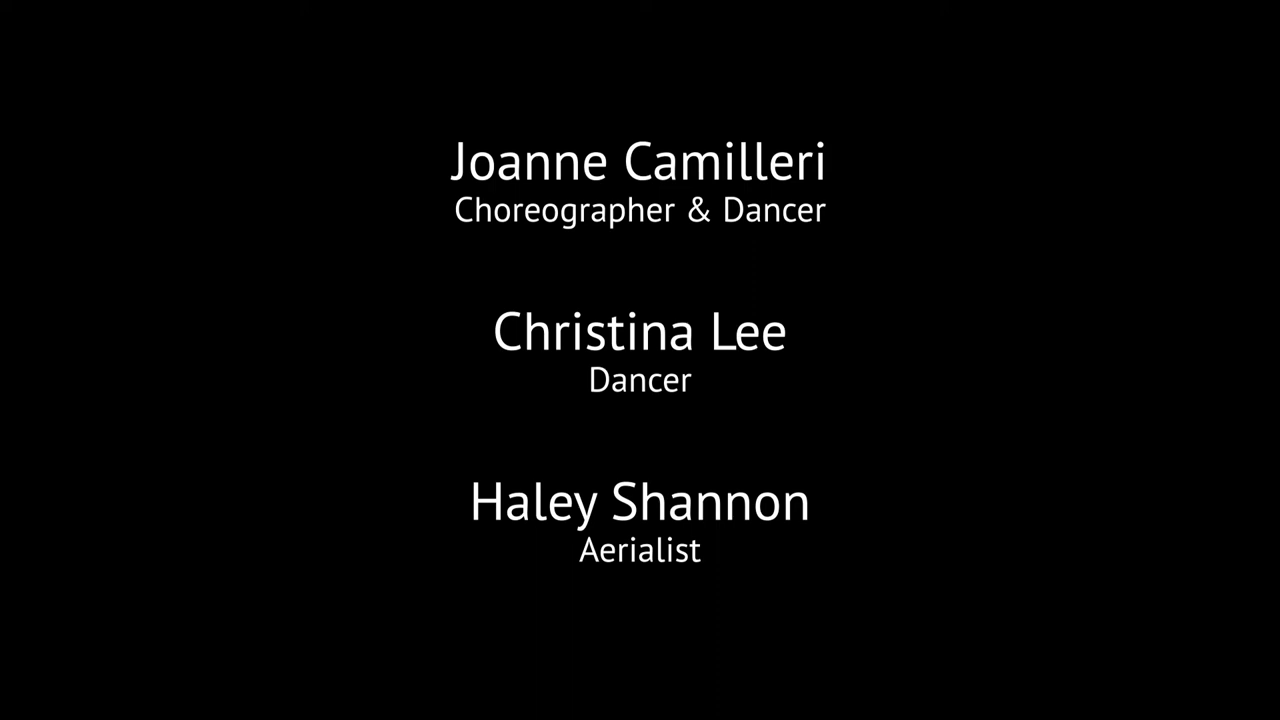 Joanne Camilleri
Choreographer & Dancer
Christina Lee
Dancer
Haley Shannon
Aerialist